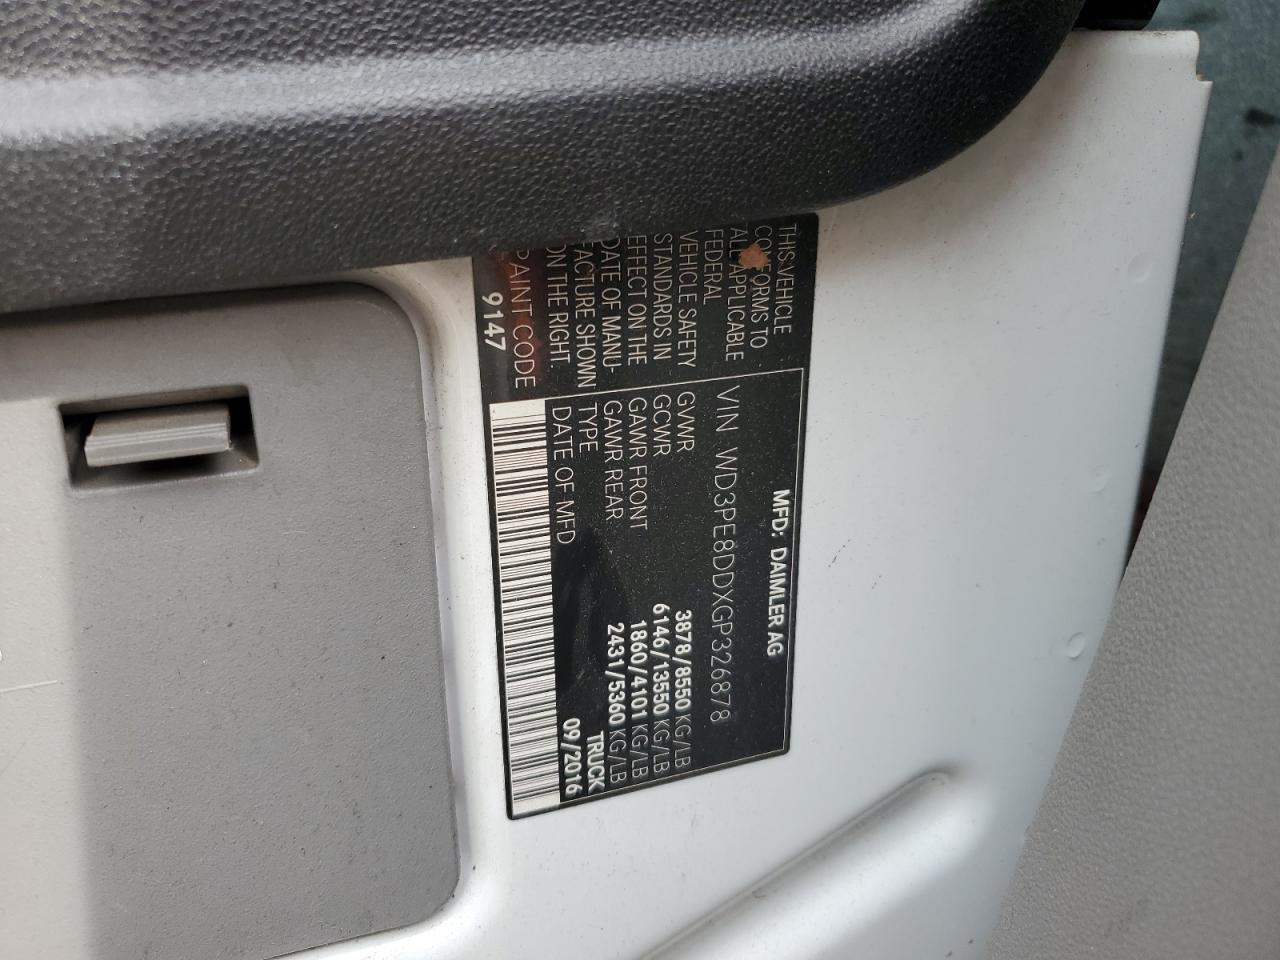 MFD: DAIMLER AG
THIS VEHICLE
CONFORMS TO
ALL APPLICABLE
FEDERAL
VEHICLE SAFETY
STANDARDS IN
EFFECT ON THE
DATE OF MANU-
FACTURE SHOWN
ON THE RIGHT.
PAINT CODE
9147
VIN WD3PE8DDXGP326878
GVWR 3878/8550 KG/LB
GCWR 6146/13550 KG/LB
GAWR FRONT 1860/4101 KG/LB
GAWR REAR 2431/5360 KG/LB
TYPE TRUCK
DATE OF MFD 09/2016